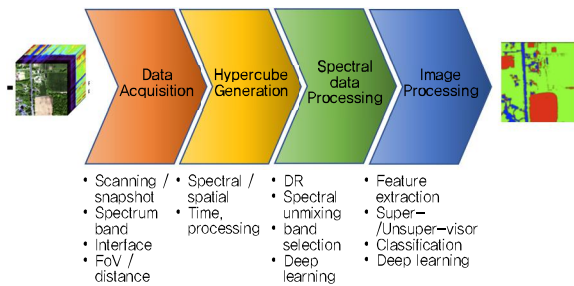 Data
Acquisition
Hypercube
Generation
Spectral
data
Processing
Image
Processing
• Scanning /
snapshot
• Spectrum
band
• Interface
• FoV /
distance
• Spectral /
spatial
• Time,
processing
• DR
• Spectral
unmixing
• band
selection
• Deep
learning
• Feature
extraction
• Super-
/Unsuper-visor
• Classification
• Deep learning